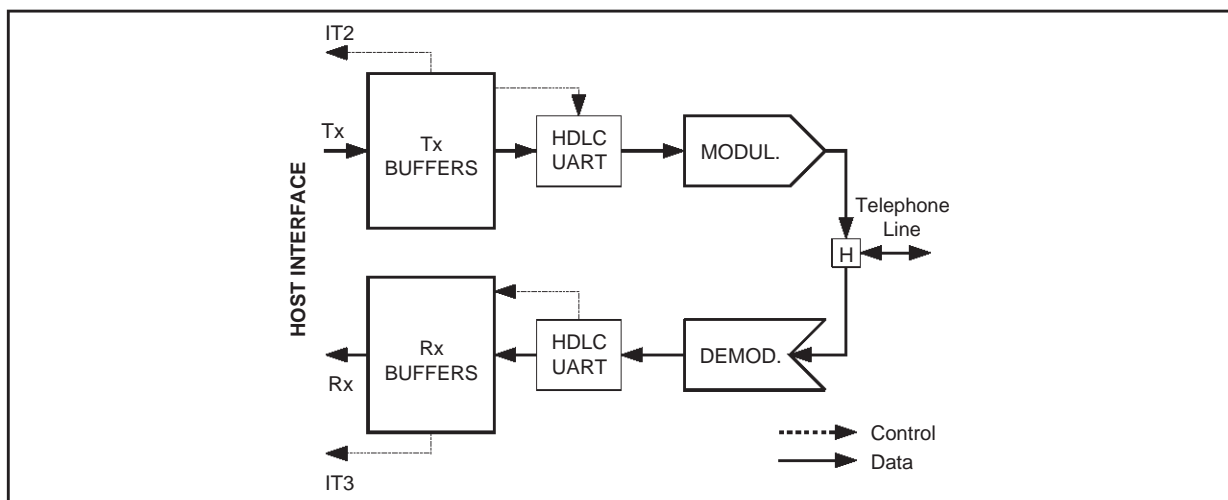 IT2
Tx
Tx
BUFFERS
HDLC
UART
MODUL.
Telephone
Line
H
HOST INTERFACE
Rx
BUFFERS
HDLC
UART
DEMOD.
Rx
IT3
Control
Data